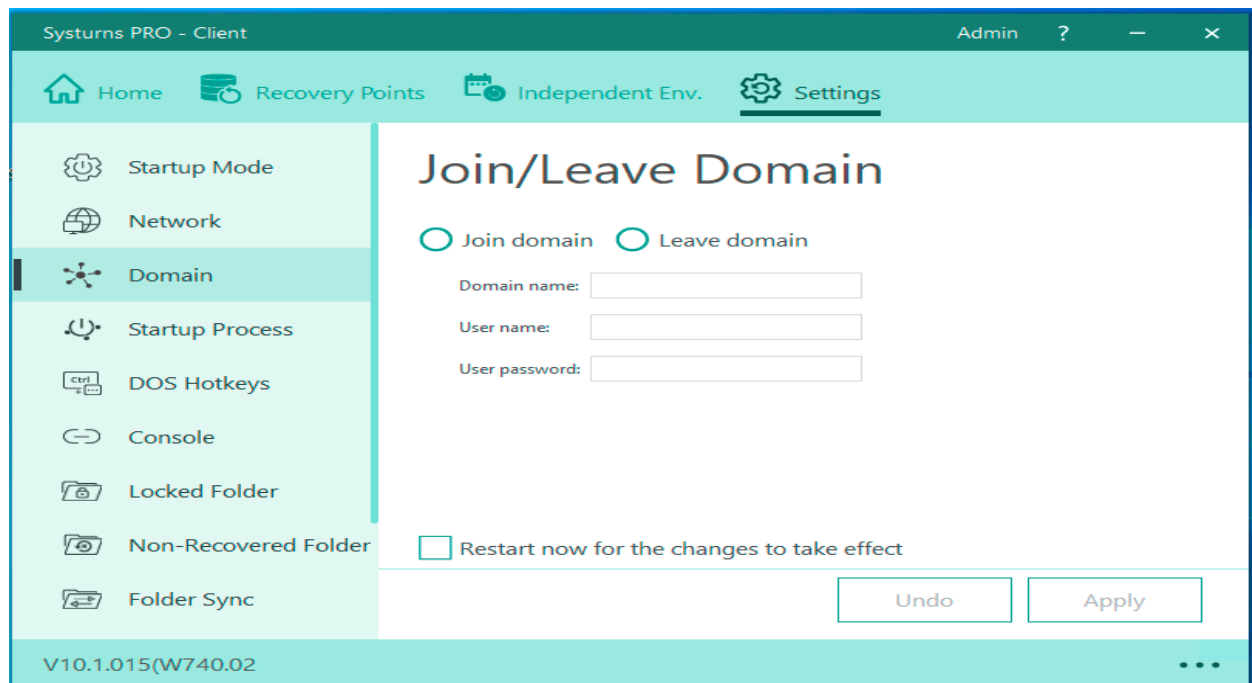 Systurns PRO - Client Admin ?
Home Recovery Points Independent Env. Settings
Startup Mode
Network
Domain
Startup Process
Ctrl
DOS Hotkeys
Console
Locked Folder
Non-Recovered Folder
Folder Sync
Join/Leave Domain
Join domain Leave domain
Domain name:
User name:
User password:
Restart now for the changes to take effect
Undo Apply
V10.1.015(W740.02